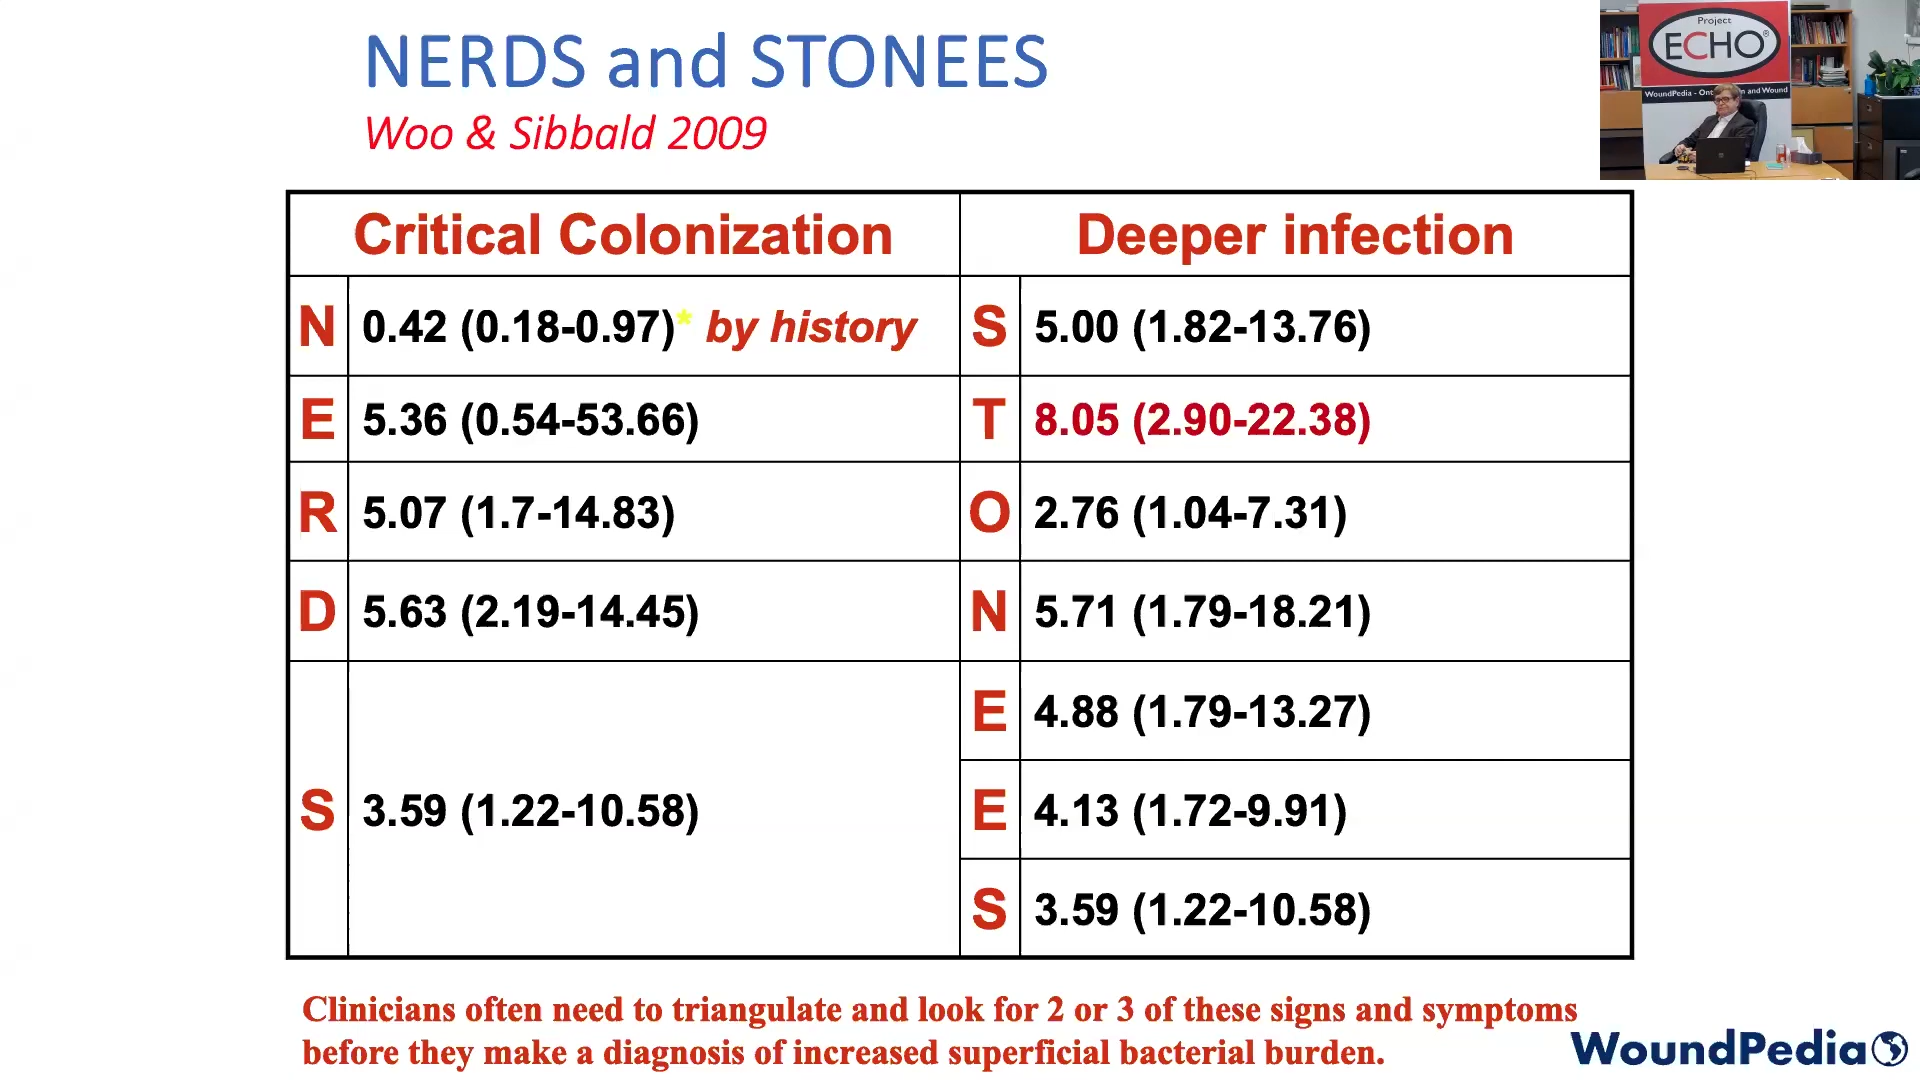 NERDS and STONEES
Woo & Sibbald 2009
Project
ECHO®
WoundPedia - Ont and Wound
Critical Colonization Deeper infection
N 0.42 (0.18-0.97)* by history S 5.00 (1.82-13.76)
E 5.36 (0.54-53.66) T 8.05 (2.90-22.38)
R 5.07 (1.7-14.83) O 2.76 (1.04-7.31)
D 5.63 (2.19-14.45) N 5.71 (1.79-18.21)
E 4.88 (1.79-13.27)
S 3.59 (1.22-10.58) E 4.13 (1.72-9.91)
S 3.59 (1.22-10.58)
Clinicians often need to triangulate and look for 2 or 3 of these signs and symptoms
before they make a diagnosis of increased superficial bacterial burden.
WoundPedia